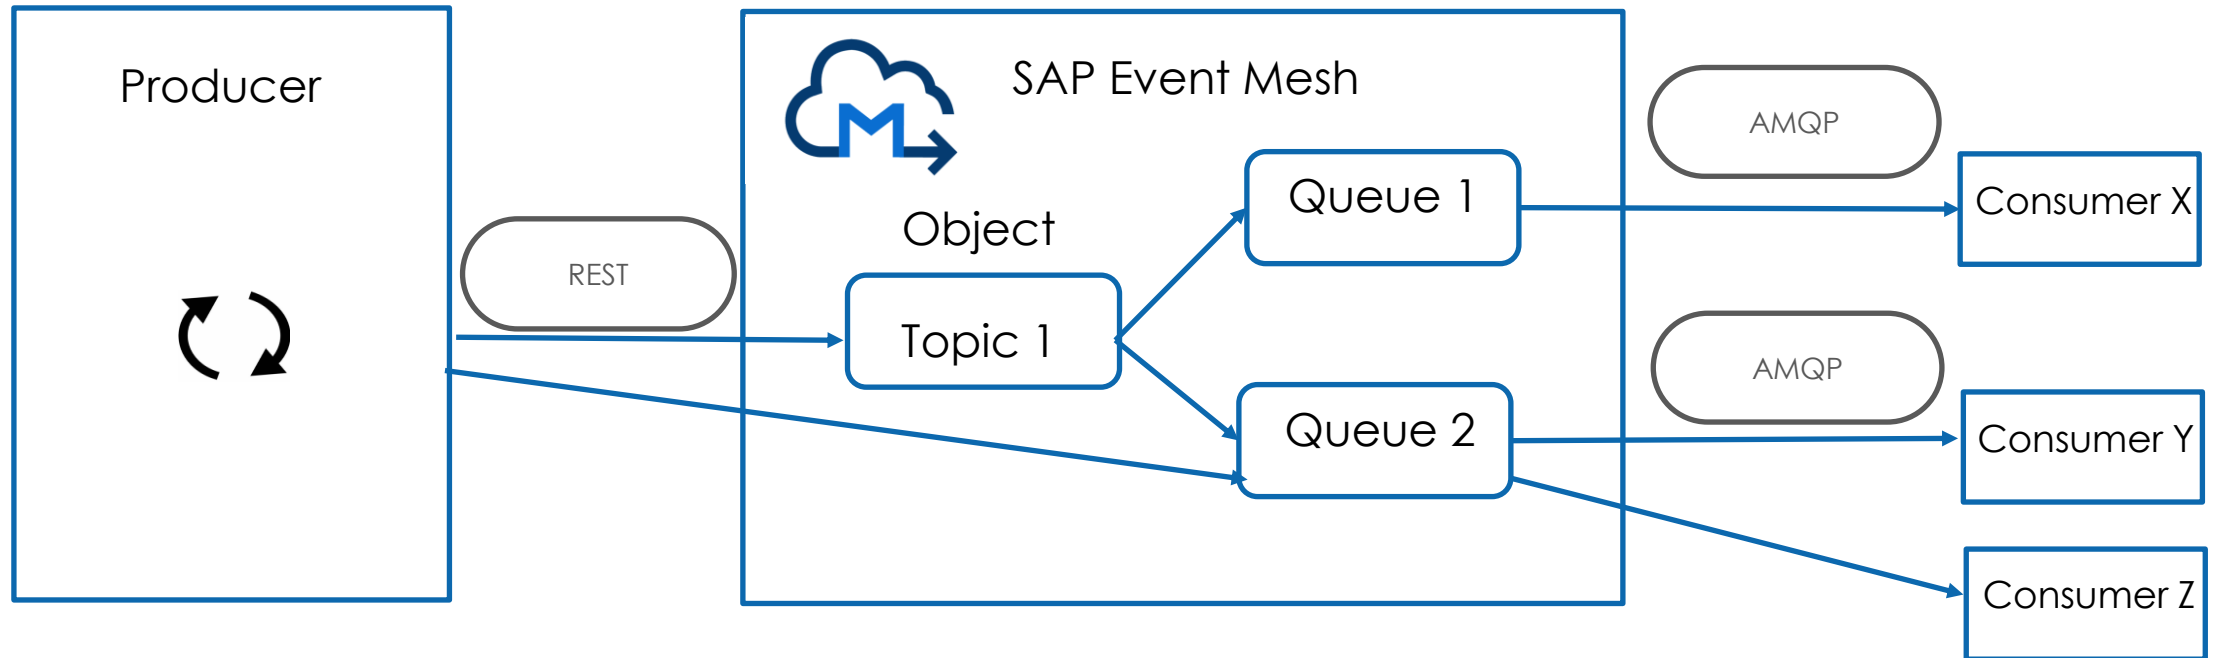 Producer
SAP Event Mesh
AMQP
Queue 1
Consumer X
Object
REST
Topic 1
AMQP
Queue 2
Consumer Y
Consumer Z